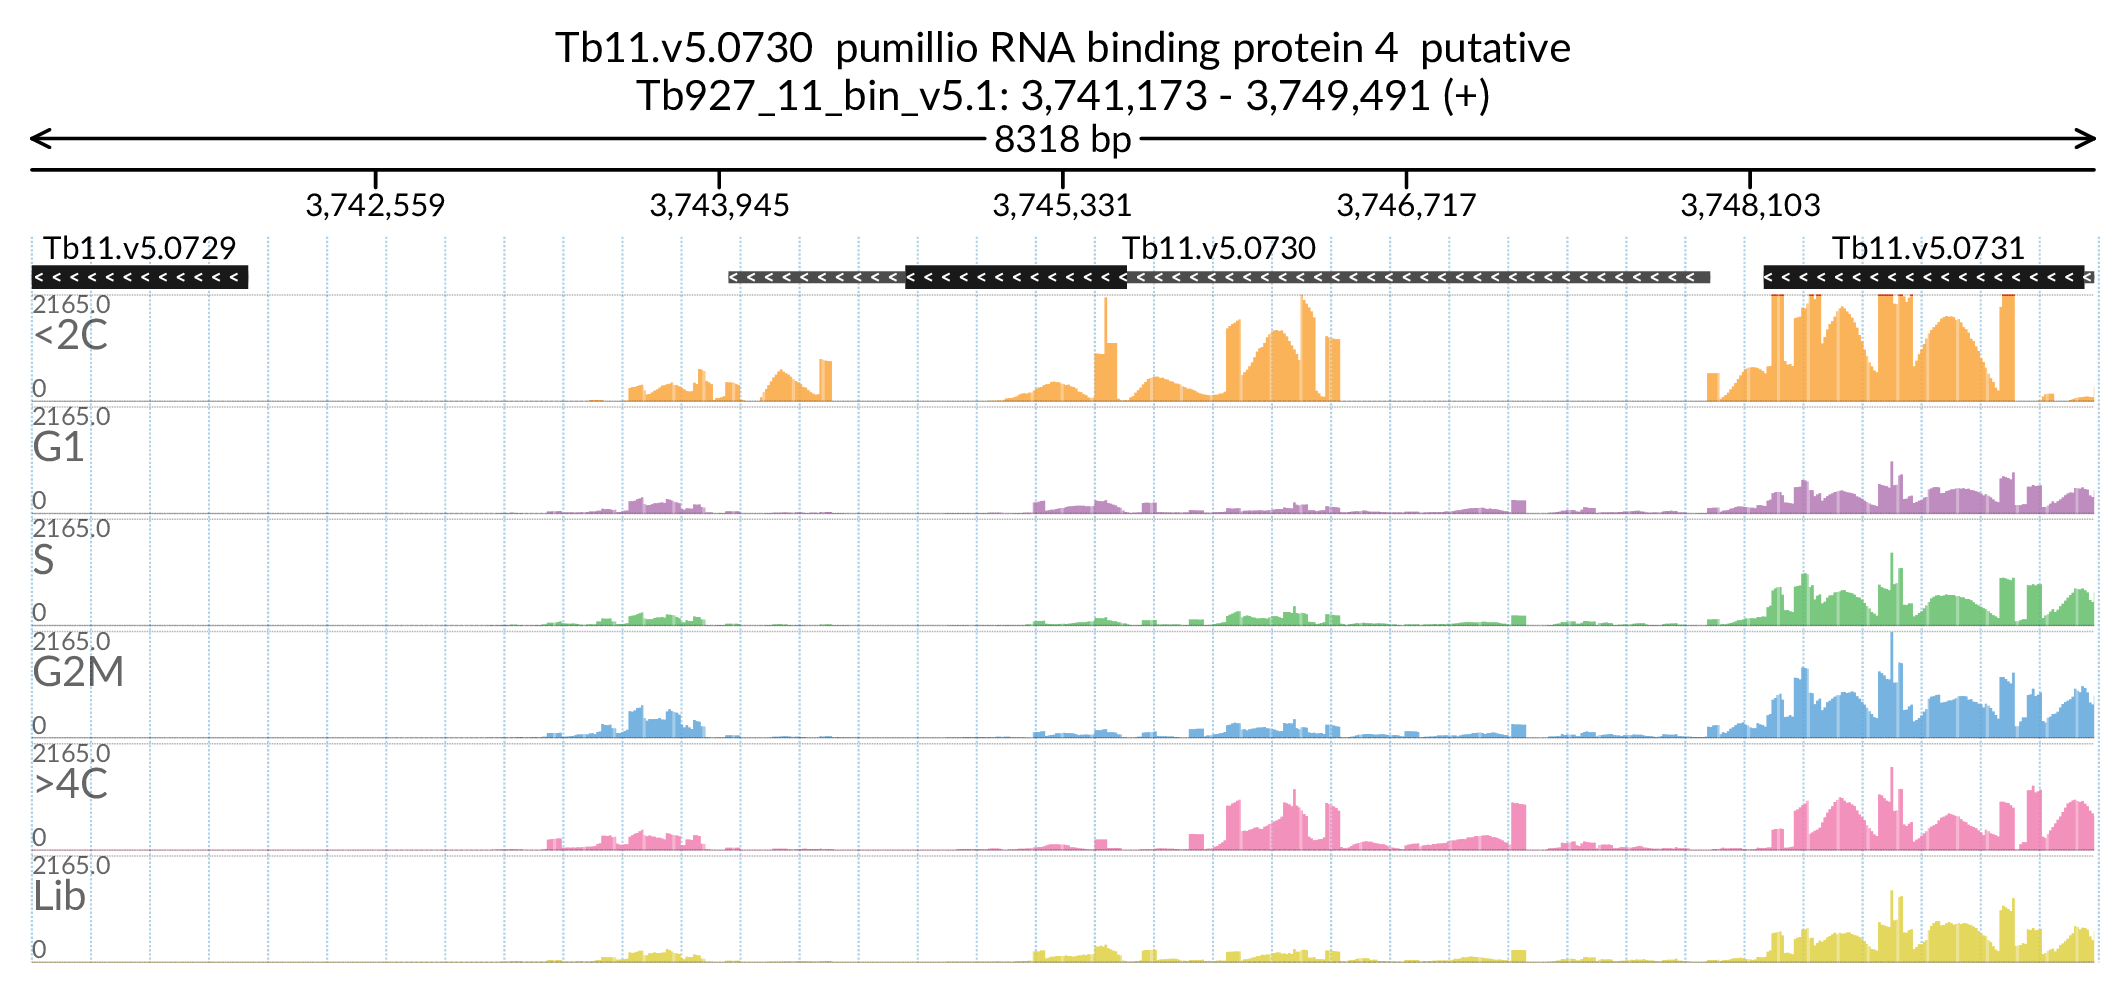 Tb11.v5.0730 pumillio RNA binding protein 4 putative
Tb927_11_bin_v5.1: 3,741,173 - 3,749,491 (+)
8318 bp
3,742,559 3,743,945 3,745,331 3,746,717 3,748,103
Tb11.v5.0729 Tb11.v5.0730 Tb11.v5.0731
2165.0
<2C
0
2165.0
G1
0
2165.0
S
0
2165.0
G2M
0
2165.0
>4C
0
2165.0
Lib
0